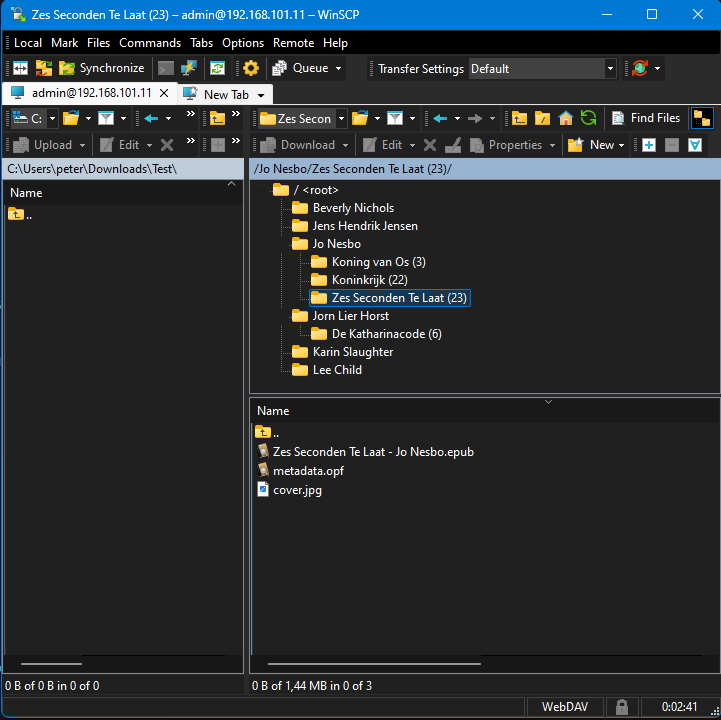 Zes Seconden Te Laat (23) – admin@192.168.101.11 – WinSCP
Local Mark Files Commands Tabs Options Remote Help
Synchronize Queue Transfer Settings Default
admin@192.168.101.11 New Tab
C: Zes Secon Find Files
Upload Edit Download Edit Properties New
C:\Users\peter\Downloads\Test\
Name
..
/Jo Nesbo/Zes Seconden Te Laat (23)/
/ <root>
Beverly Nichols
Jens Hendrik Jensen
Jo Nesbo
Koning van Os (3)
Koninkrijk (22)
Zes Seconden Te Laat (23)
Jorn Lier Horst
De Katharinacode (6)
Karin Slaughter
Lee Child
Name
..
Zes Seconden Te Laat - Jo Nesbo.epub
metadata.opf
cover.jpg
0 B of 0 B in 0 of 0
0 B of 1,44 MB in 0 of 3
WebDAV 0:02:41